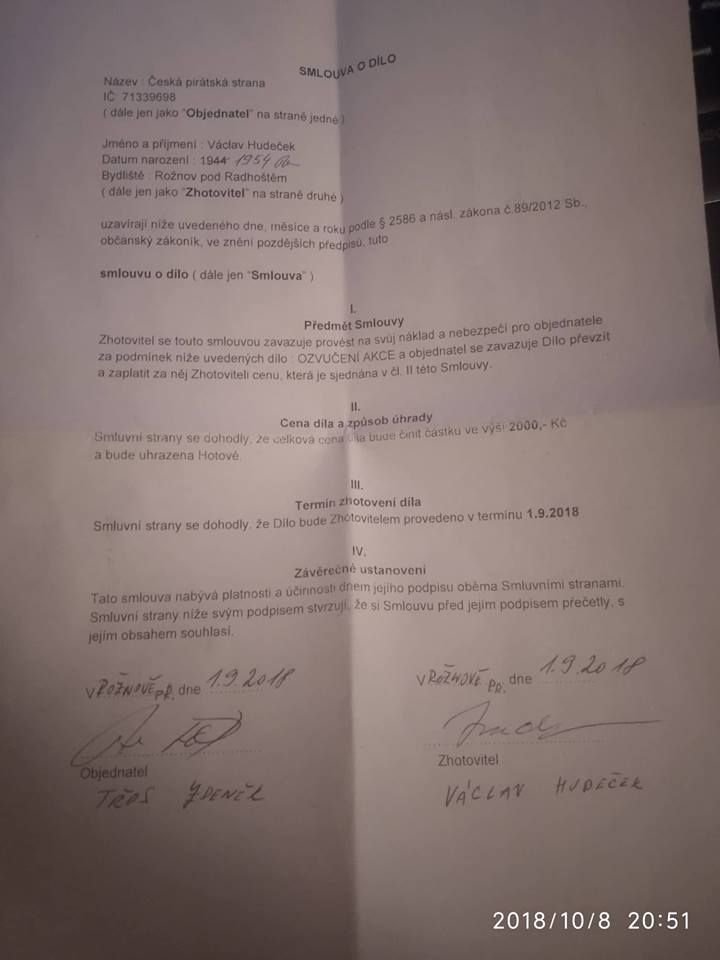 SMLOUVA O DÍLO
Název : Česká pirátská strana
IČ: 71339698
( dále jen jako "Objednatel" na straně jedné )
Jméno a příjmení : Václav Hudeček
Datum narození : 1944 1954
Bydliště : Rožnov pod Radhoštěm
( dále jen jako "Zhotovitel" na straně druhé )
uzavírají níže uvedeného dne, měsíce a roku podle § 2586 a násl. zákona č.89/2012 Sb.,
občanský zákoník, ve znění pozdějších předpisů, tuto
smlouvu o dílo ( dále jen "Smlouva" )
I.
Předmět Smlouvy
Zhotovitel se touto smlouvou zavazuje provést na svůj náklad a nebezpečí pro objednatele
za podmínek níže uvedených dílo : OZVUČENÍ AKCE a objednatel se zavazuje Dílo převzít
a zaplatit za něj Zhotoviteli cenu, která je sjednána v čl. II této Smlouvy.
II.
Cena díla a způsob úhrady
Smluvní strany se dohodly, že celková cena díla bude činit částku ve výši 2000,- Kč
a bude uhrazena Hotově.
III.
Termín zhotovení díla
Smluvní strany se dohodly, že Dílo bude Zhotovitelem provedeno v termínu 1.9.2018
IV.
Závěrečné ustanovení
Tato smlouva nabývá platnosti a účinnosti dnem jejího podpisu oběma Smluvními stranami.
Smluvní strany níže svým podpisem stvrzují, že si Smlouvu před jejím podpisem přečetly, s
jejím obsahem souhlasí.
V ROŽNOVĚ P.R. dne 1.9.2018
V ROŽNOVĚ P.R. dne 1.9.2018
Objednatel
Zhotovitel
TŘOS ZDENĚK
VÁCLAV HUDEČEK
2018/10/8 20:51